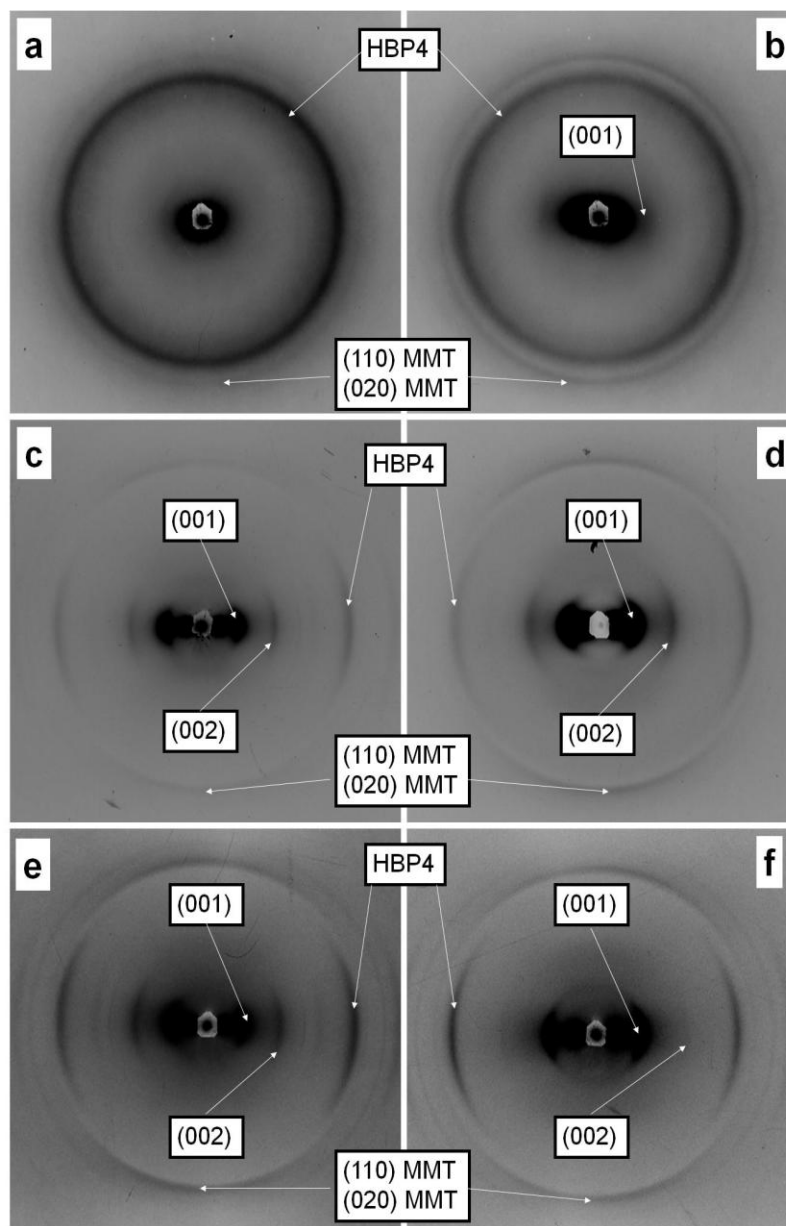 a
HBP4
b
(001)
(110) MMT
(020) MMT
c
HBP4
d
(001)
(001)
(002)
(002)
(110) MMT
(020) MMT
e
HBP4
f
(001)
(001)
(002)
(002)
(110) MMT
(020) MMT